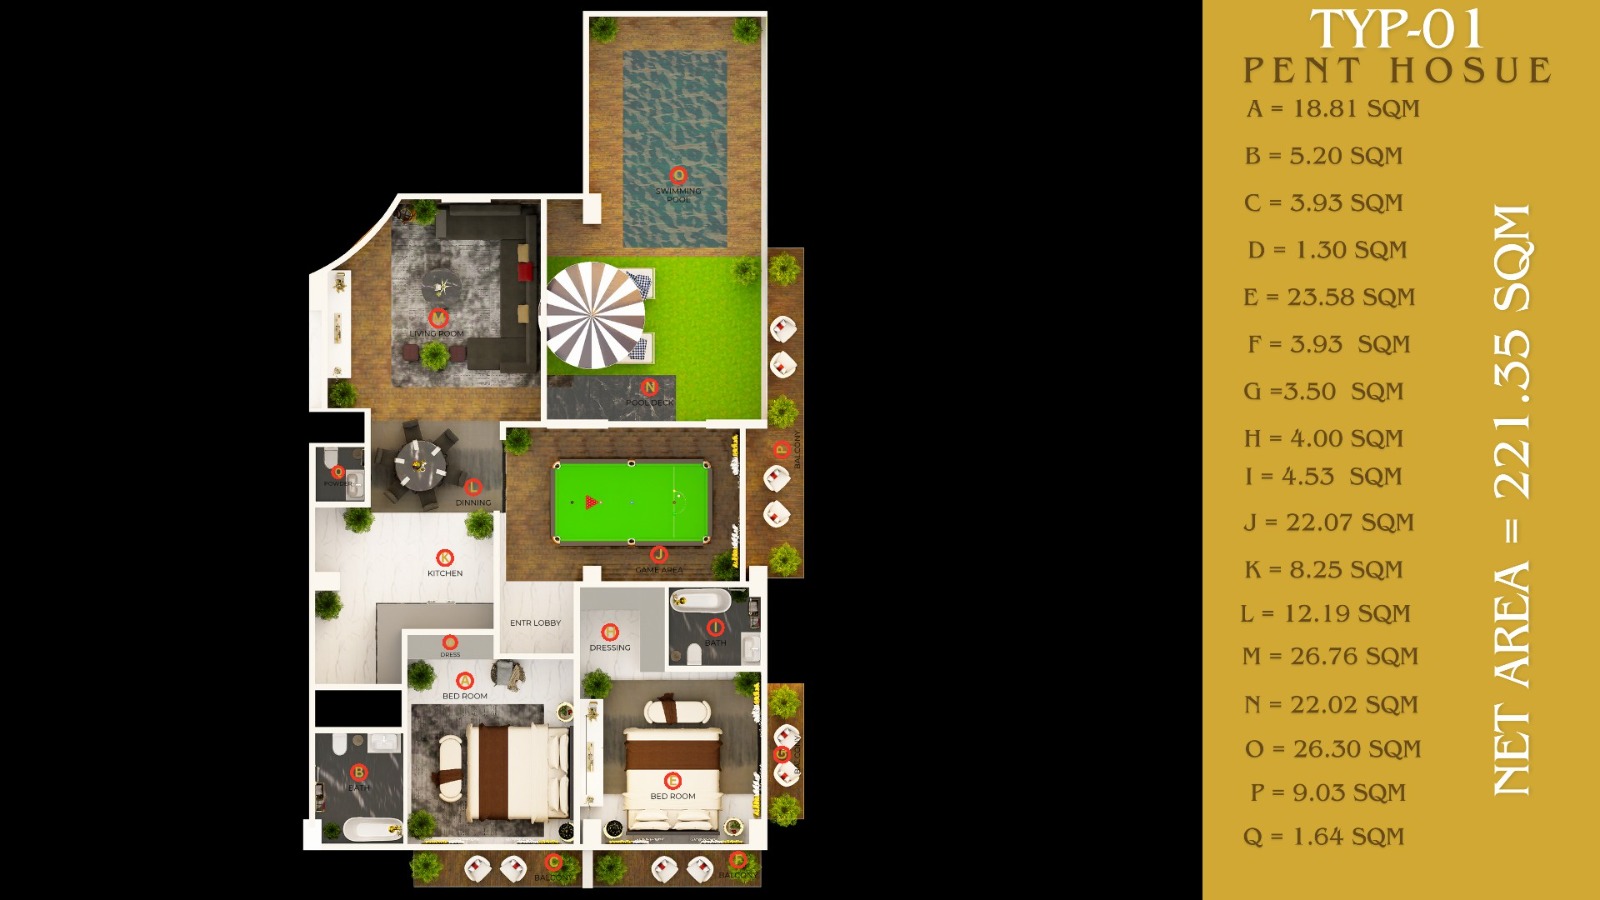 TYP-01
PENT HOSUE
A = 18.81 SQM
B = 5.20 SQM
C = 3.93 SQM
D = 1.30 SQM
E = 23.58 SQM
F = 3.93 SQM
G =3.50 SQM
H = 4.00 SQM
I = 4.53 SQM
J = 22.07 SQM
K = 8.25 SQM
L = 12.19 SQM
M = 26.76 SQM
N = 22.02 SQM
O = 26.30 SQM
P = 9.03 SQM
Q = 1.64 SQM
NET AREA = 221.35 SQM
O
SWIMMING
POOL
M
LIVING ROOM
N
POOL DECK
P
BALCONY
Q
POWDER
L
DINNING
K
KITCHEN
J
GAME AREA
ENTR LOBBY
H
DRESSING
I
BATH
DRESS
A
BED ROOM
B
BATH
E
BED ROOM
G
BALCONY
C
BALCONY
F
BALCONY